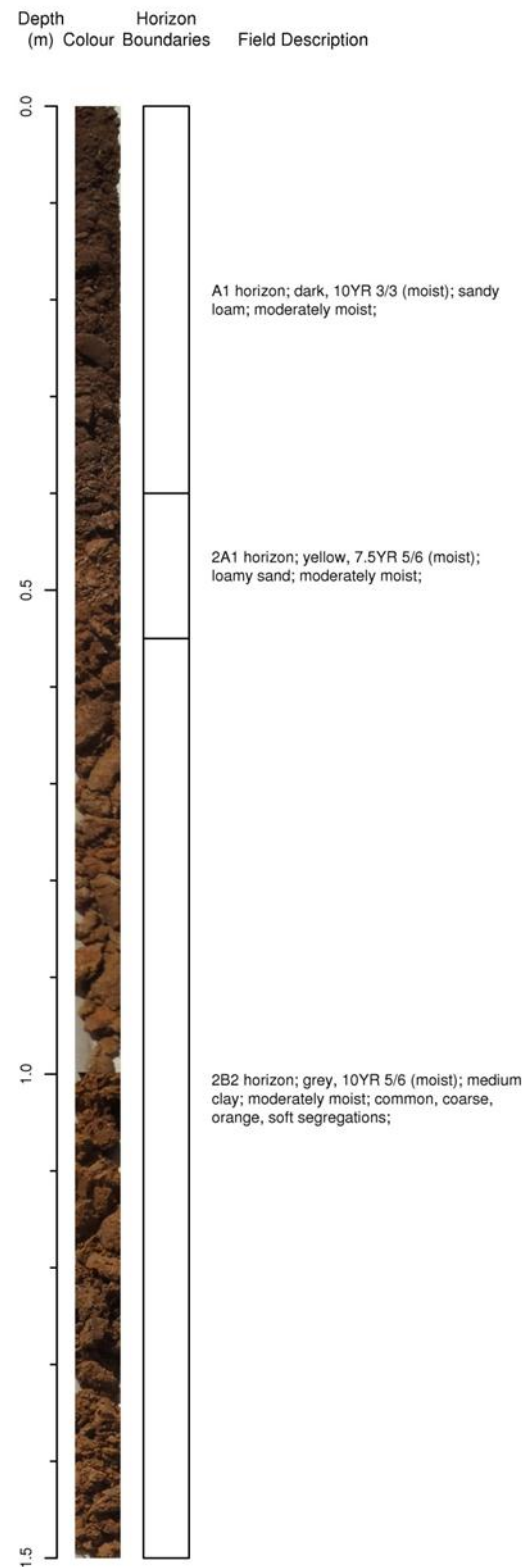 Depth
(m)
Colour
Horizon
Boundaries
Field Description
0.0
A1 horizon; dark, 10YR 3/3 (moist); sandy
loam; moderately moist;
2A1 horizon; yellow, 7.5YR 5/6 (moist);
loamy sand; moderately moist;
0.5
1.0
2B2 horizon; grey, 10YR 5/6 (moist); medium
clay; moderately moist; common, coarse,
orange, soft segregations;
1.5